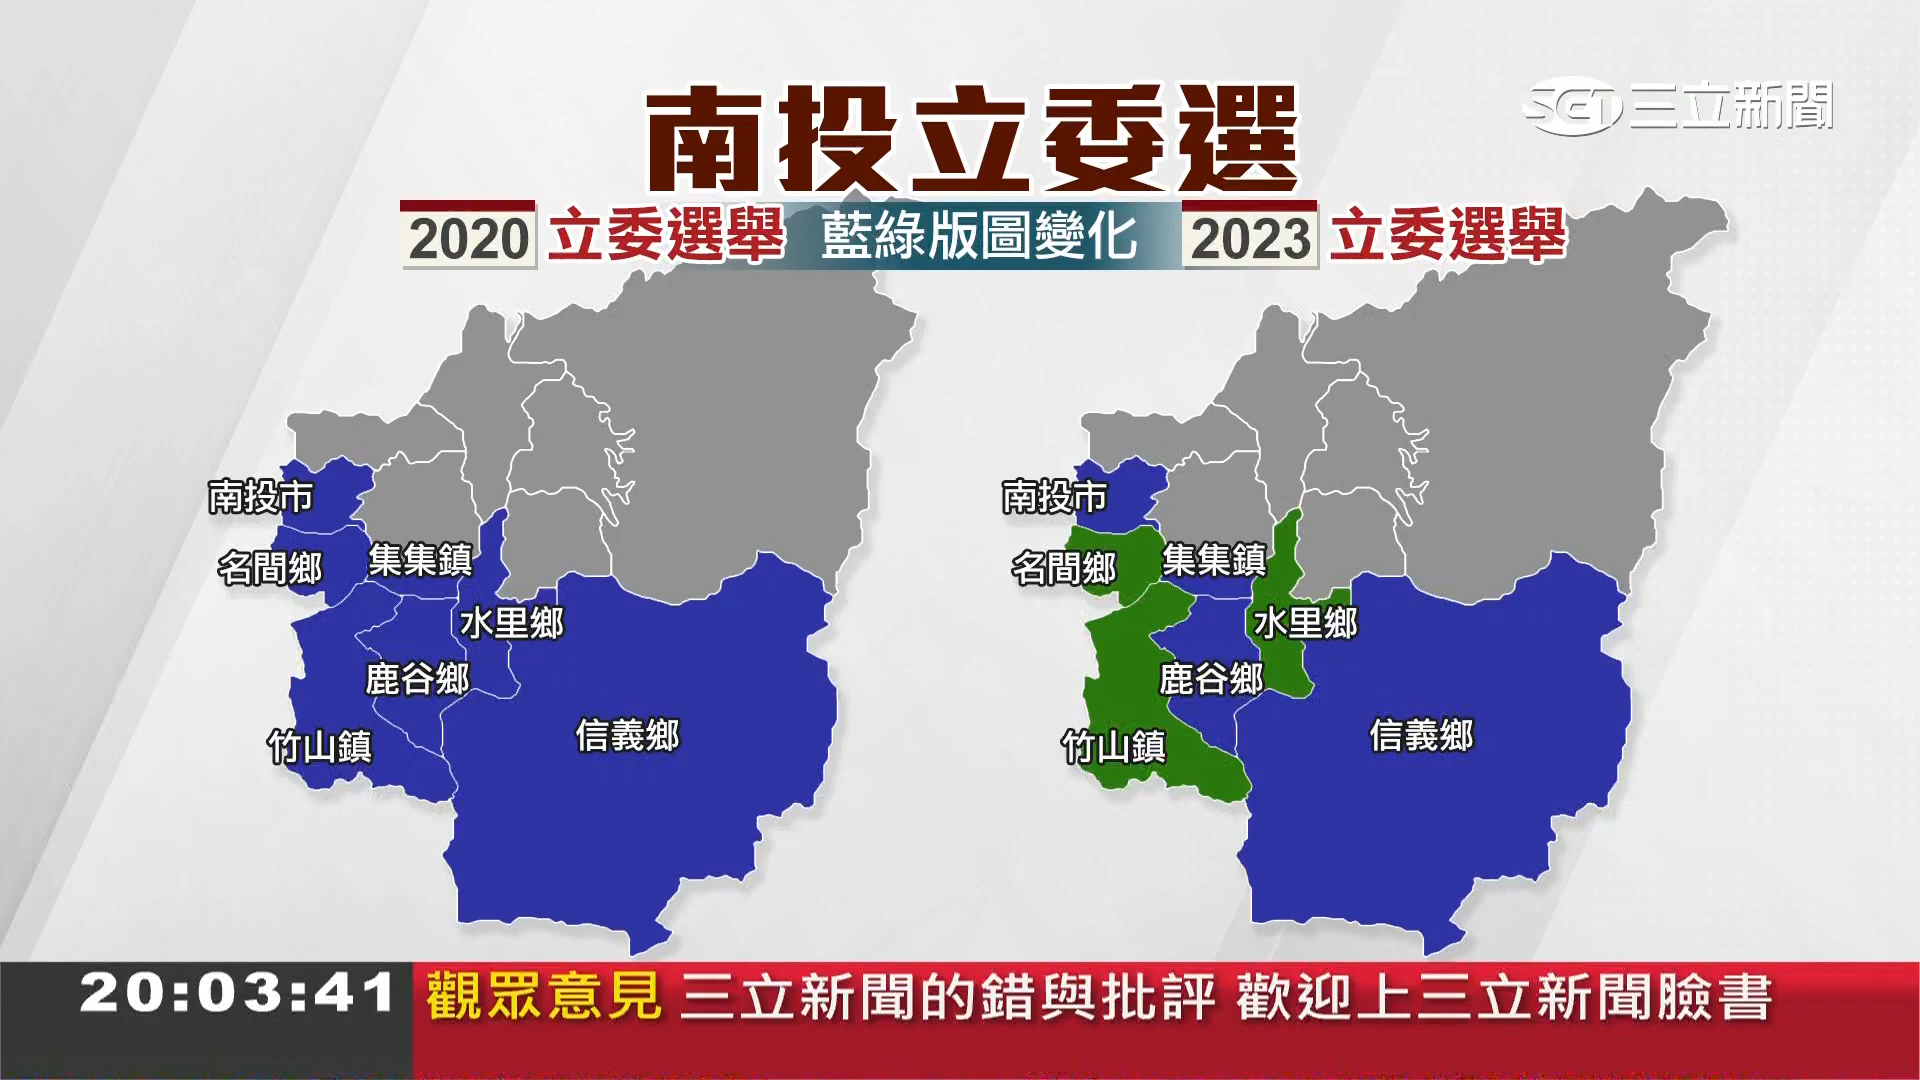 南投立委選
SET三立新聞
2020 立委選舉 藍綠版圖變化 2023 立委選舉
南投市
名間鄉
集集鎮
水里鄉
鹿谷鄉
竹山鎮
信義鄉
南投市
名間鄉
集集鎮
水里鄉
鹿谷鄉
竹山鎮
信義鄉
20:03:41 觀眾意見 三立新聞的錯與批評 歡迎上三立新聞臉書